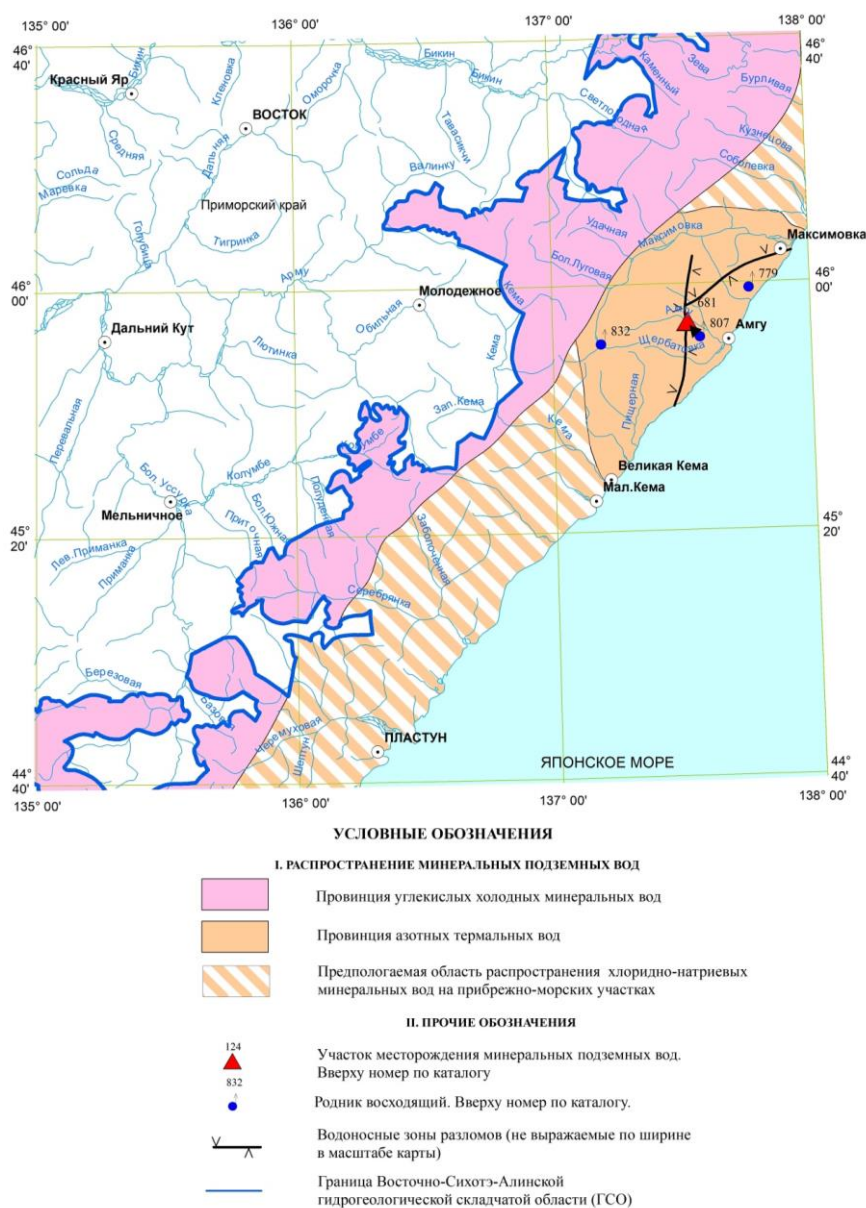 135° 00'
136° 00'
137° 00'
138° 00'
46°
40'
46°
40'
Красный Яр
Бикин
Кленовка
Оморочка
Бикин
Бикин
Каменный
Зева
Бурливая
ВОСТОК
Светловодная
Средняя
Дальная
Тавасикчи
Кузнецова
Соболевка
Сольда
Маревка
Валинку
Приморский край
Голубица
Тигринка
Удачная
Максимовка
Максимовка
Бол.Луговая
Арму
46°
00'
46°
00'
Молодежное
Кема
779
681
Обильная
Амгу
807
Амгу
832
Дальний Кут
Лютинка
Кема
Щербатовка
Перевальная
Зап.Кема
Пищерная
Кема
Колумбе
Великая Кема
Мал.Кема
Бол. Уссурка
Колумбе
Полуденная
Мельничное
Бол.Южная
Приточная
45°
20'
45°
20'
Лев.Приманка
Приманка
Заболоченная
Серебрянка
Березовая
Базовая
Черемуховая
Шептун
ПЛАСТУН
ЯПОНСКОЕ МОРЕ
44°
40'
44°
40'
135° 00'
136° 00'
137° 00'
138° 00'
УСЛОВНЫЕ ОБОЗНАЧЕНИЯ
I. РАСПРОСТРАНЕНИЕ МИНЕРАЛЬНЫХ ПОДЗЕМНЫХ ВОД
Провинция углекислых холодных минеральных вод
Провинция азотных термальных вод
Предпологаемая область распространения хлоридно-натриевых
минеральных вод на прибрежно-морских участках
II. ПРОЧИЕ ОБОЗНАЧЕНИЯ
124
Участок месторождения минеральных подземных вод.
Вверху номер по каталогу
832
Родник восходящий. Вверху номер по каталогу.
Водоносные зоны разломов (не выражаемые по ширине
в масштабе карты)
Граница Восточно-Сихотэ-Алинской
гидрогеологической складчатой области (ГСО)